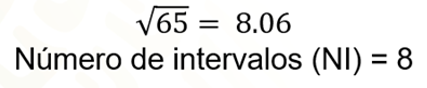 √65 = 8.06
Número de intervalos (NI) = 8